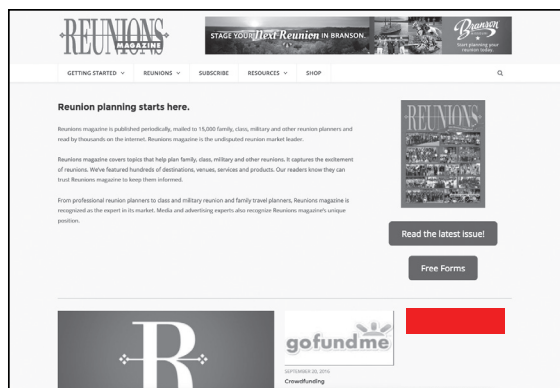 REUNIONS
MAGAZINE
STAGE YOUR Next Reunion IN BRANSON
Branson
Start planning your
reunion today.
GETTING STARTED
REUNIONS
SUBSCRIBE
RESOURCES
SHOP
Reunion planning starts here.
Reunions magazine is published periodically, mailed to 15,000 family, class, military and other reunion planners and
read by thousands on the internet. Reunions magazine is the undisputed reunion market leader.
Reunions magazine covers topics that help plan family, class, military and other reunions. It captures the excitement
of reunions. We've featured hundreds of destinations, venues, services and products. Our readers know they can
trust Reunions magazine to keep them informed.
From professional reunion planners to class and military reunion and family travel planners, Reunions magazine is
recognized as the expert in its market. Media and advertising experts also recognize Reunions magazine's unique
position.
REUNIONS
Read the latest issue!
Free Forms
R
gofundme
SEPTEMBER 20, 2016
Crowdfunding